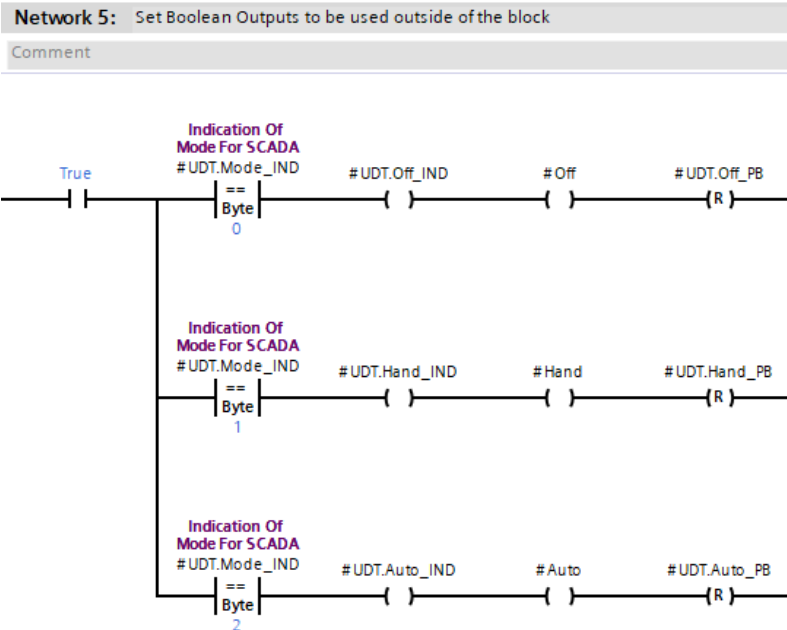 Network 5: Set Boolean Outputs to be used outside of the block
Comment
Indication Of
Mode For SCADA
True
#UDT.Mode_IND
#UDT.Off_IND
#Off
#UDT.Off_PB
==
Byte
( )
( )
(R)
0
Indication Of
Mode For SCADA
#UDT.Mode_IND
#UDT.Hand_IND
#Hand
#UDT.Hand_PB
==
Byte
( )
( )
(R)
1
Indication Of
Mode For SCADA
#UDT.Mode_IND
#UDT.Auto_IND
#Auto
#UDT.Auto_PB
==
Byte
( )
( )
(R)
2